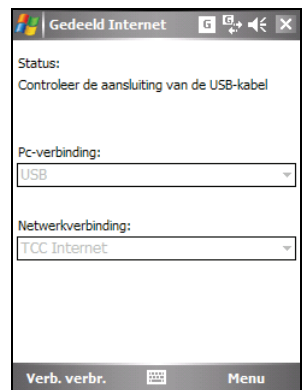 Gedeeld Internet G G
Status:
Controleer de aansluiting van de USB-kabel
Pc-verbinding:
USB
Netwerkverbinding:
TCC Internet
Verb. verbr. Menu